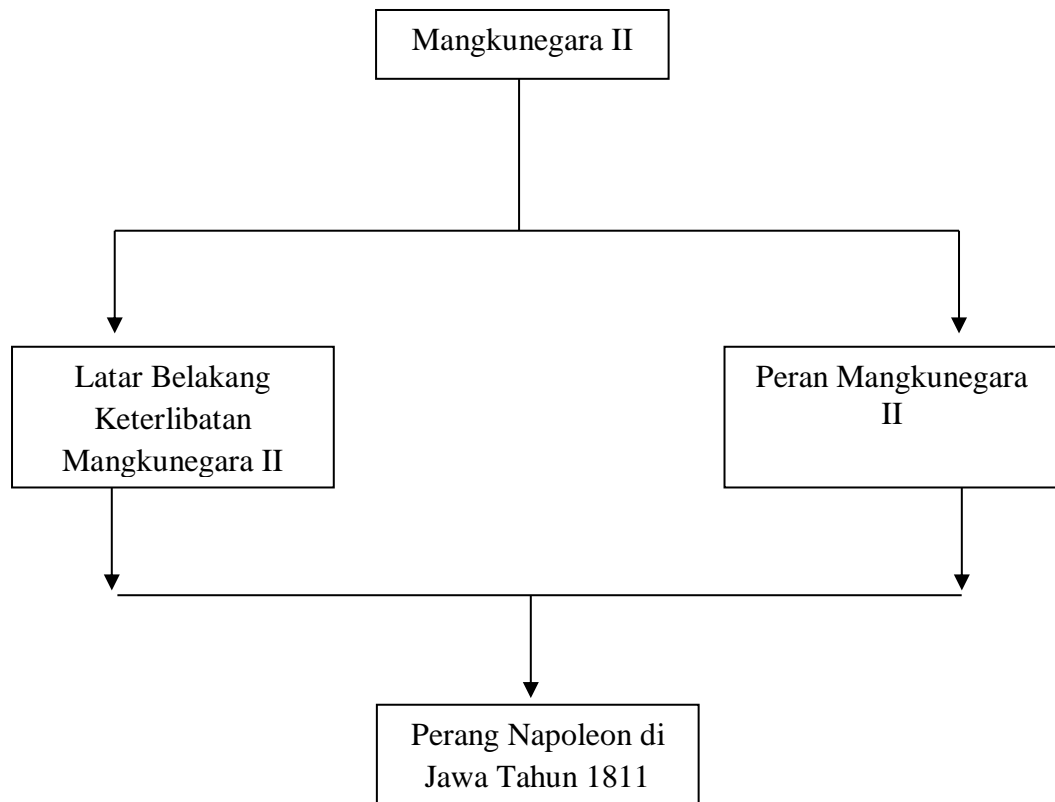 Mangkunegara II
Latar Belakang
Keterlibatan
Mangkunegara II
Peran Mangkunegara
II
Perang Napoleon di
Jawa Tahun 1811